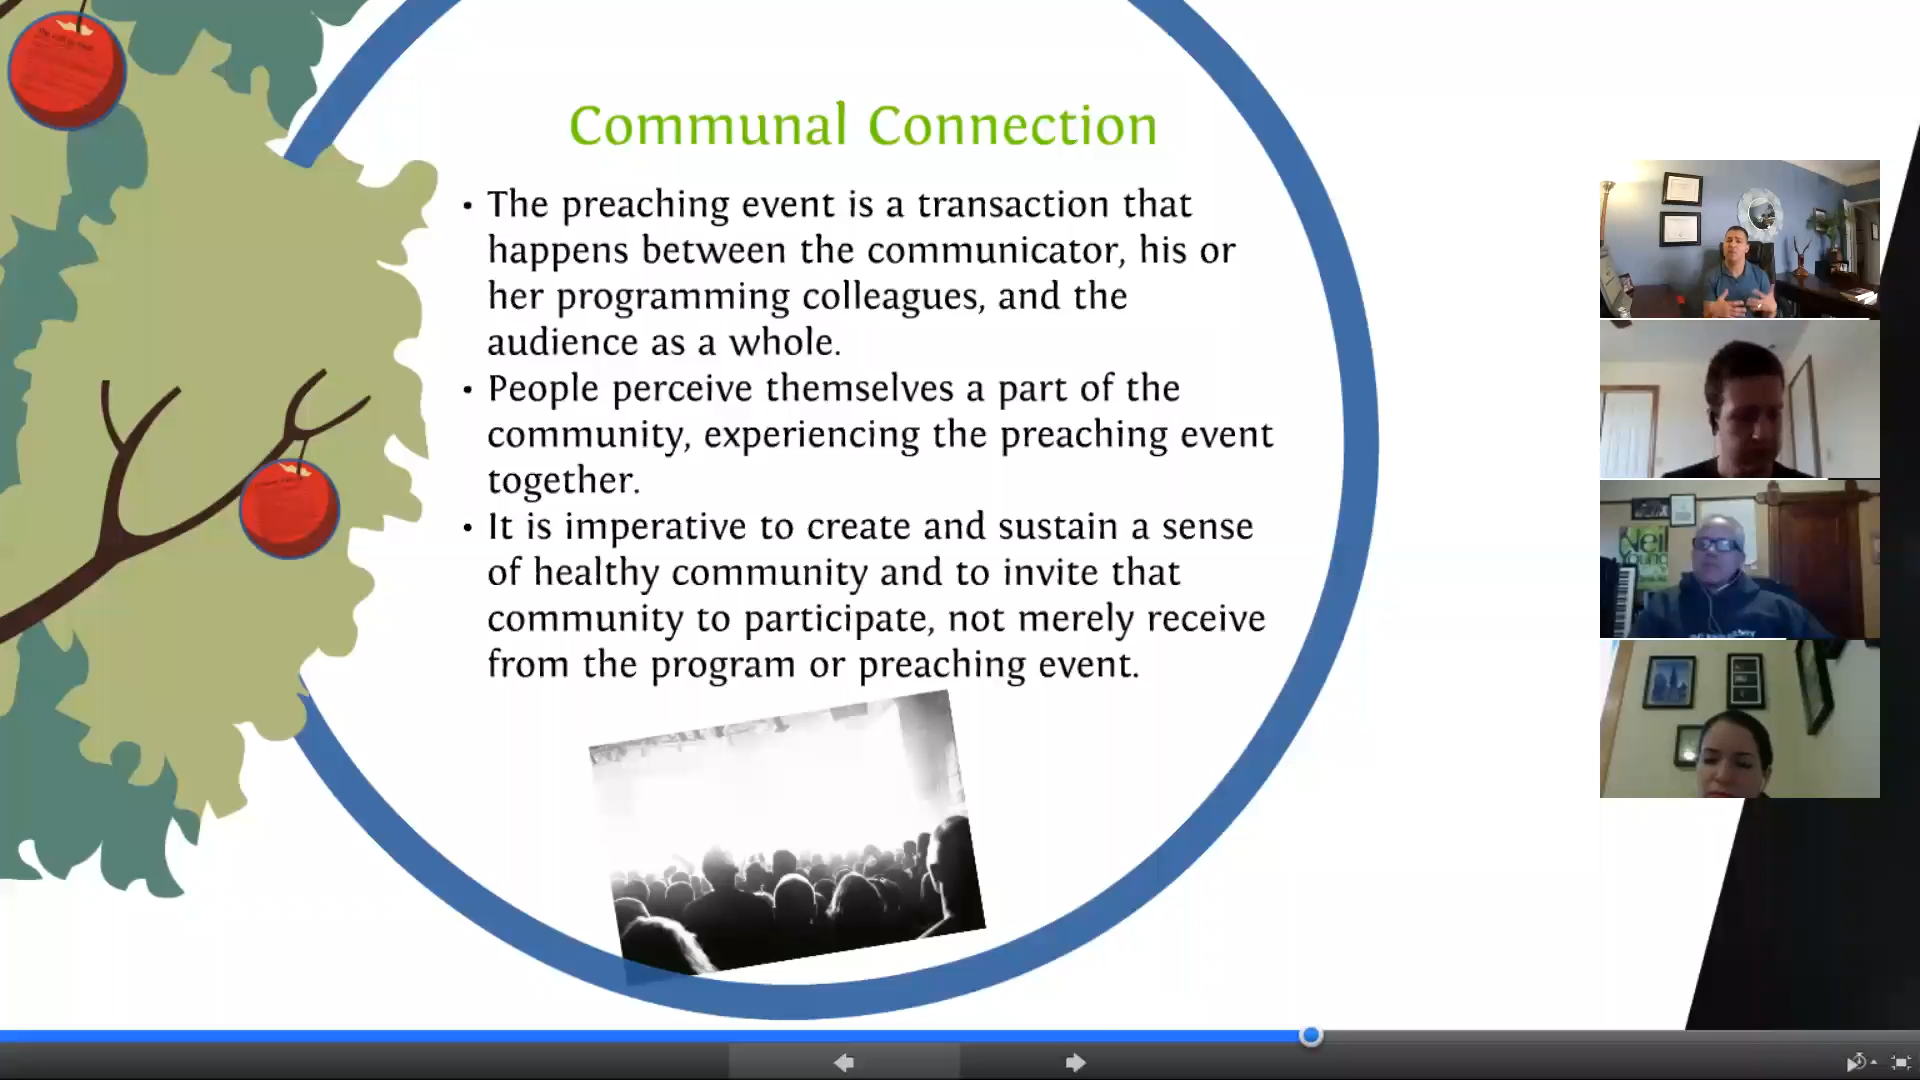 Communal Connection
• The preaching event is a transaction that
happens between the communicator, his or
her programming colleagues, and the
audience as a whole.
• People perceive themselves a part of the
community, experiencing the preaching event
together.
• It is imperative to create and sustain a sense
of healthy community and to invite that
community to participate, not merely receive
from the program or preaching event.
Neil
Young